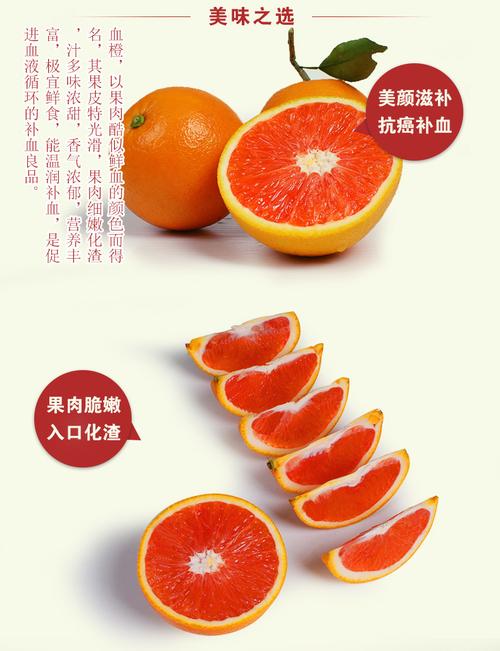 美味之选
血橙，以果肉酷似鲜血的颜色而得
名，其果皮特光滑，果肉细嫩化渣
，汁多味浓甜，香气浓郁，营养丰
富，极宜鲜食，能温润补血，是促
进血液循环的补血良品。
美颜滋补
抗癌补血
果肉脆嫩
入口化渣